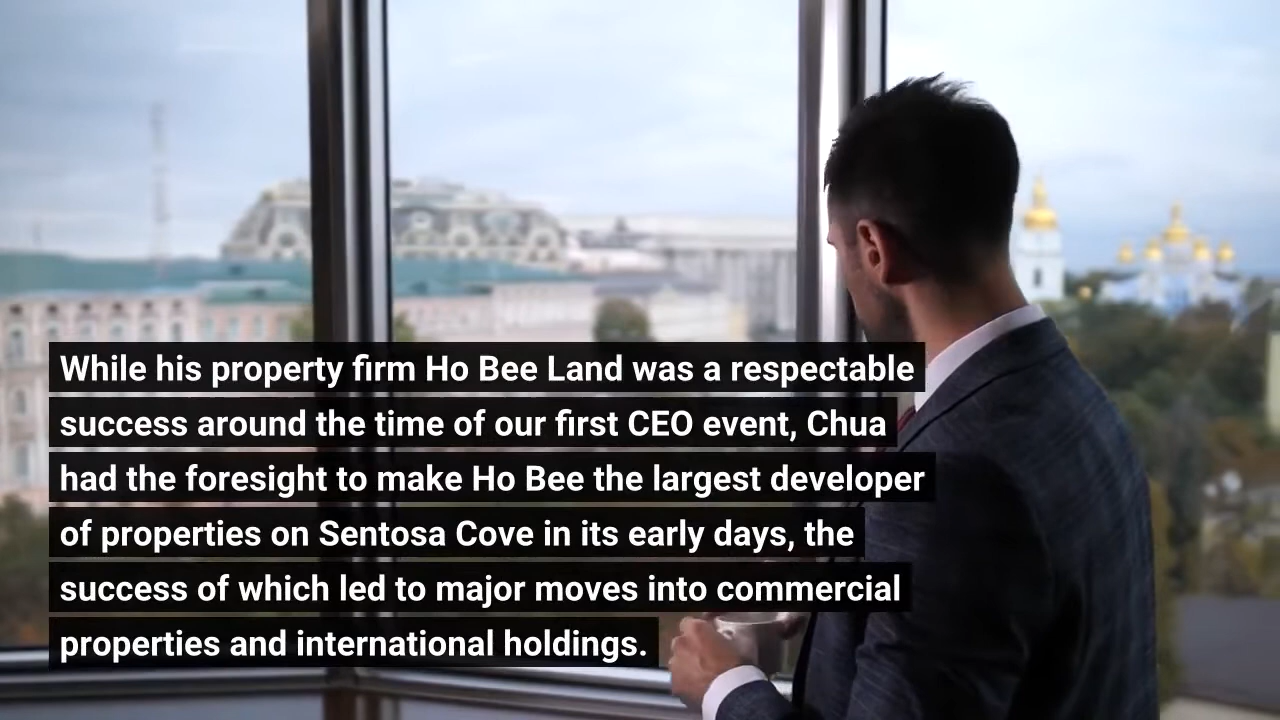 While his property firm Ho Bee Land was a respectable
success around the time of our first CEO event, Chua
had the foresight to make Ho Bee the largest developer
of properties on Sentosa Cove in its early days, the
success of which led to major moves into commercial
properties and international holdings.